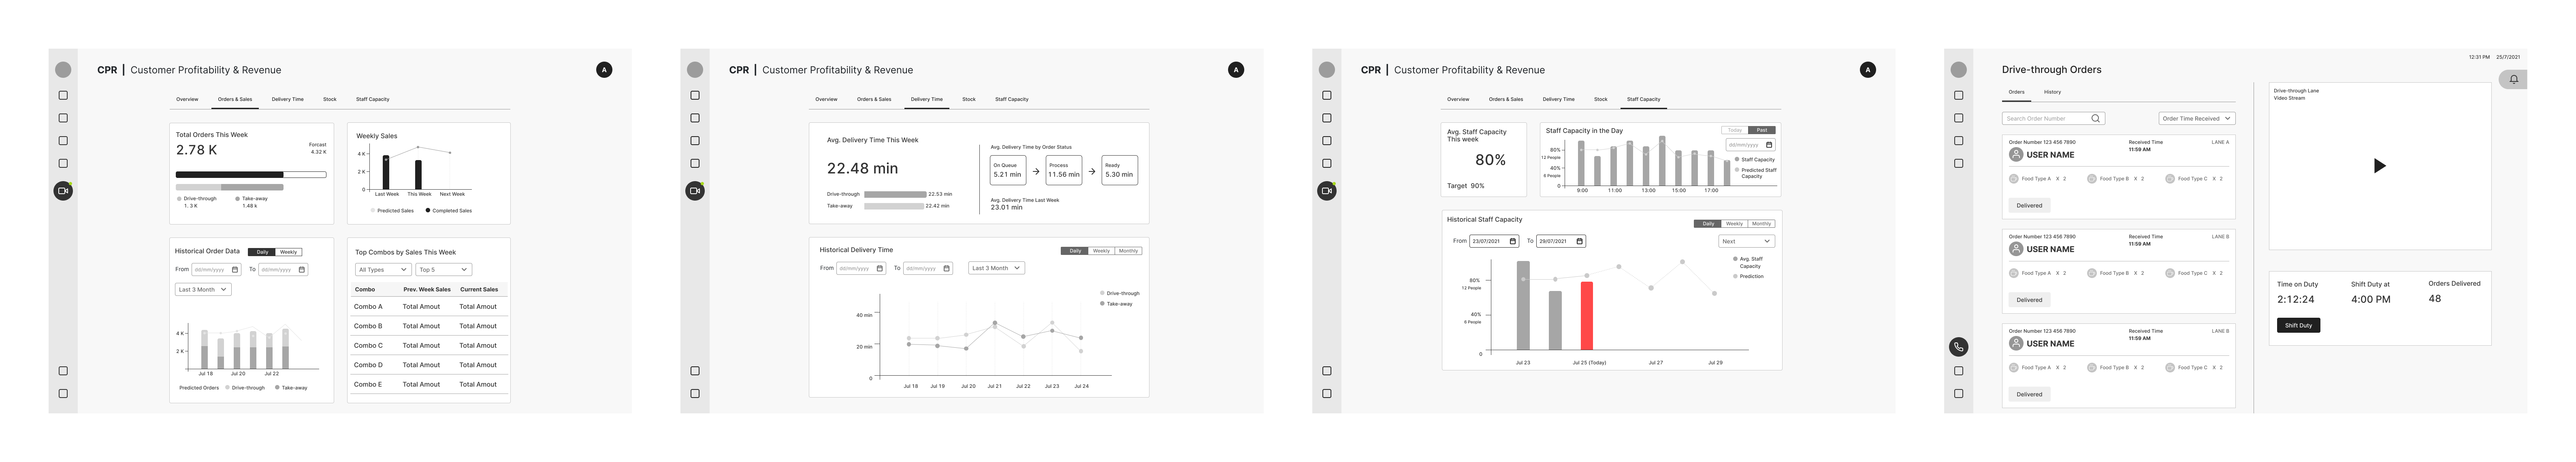 CPR | Customer Profitability & Revenue
A
Overview
Orders & Sales
Delivery Time
Stock
Staff Capacity
Total Orders This Week
2.78 K
Forcast
4.32 K
Drive-through
1. 3 K
Take-away
1.48 k
Weekly Sales
4 K
2 K
0
Last Week
This Week
Next Week
Predicted Sales
Completed Sales
Historical Order Data
Daily
Weekly
From
dd/mm/yyyy
To
dd/mm/yyyy
Last 3 Month
4 K
2 K
Jul 18
Jul 20
Jul 22
Predicted Orders
Drive-through
Take-away
Top Combos by Sales This Week
All Types
Top 5
Combo
Prev. Week Sales
Current Sales
Combo A
Total Amout
Total Amout
Combo B
Total Amout
Total Amout
Combo C
Total Amout
Total Amout
Combo D
Total Amout
Total Amout
Combo E
Total Amout
Total Amout
CPR | Customer Profitability & Revenue
A
Overview
Orders & Sales
Delivery Time
Stock
Staff Capacity
Avg. Delivery Time This Week
22.48 min
Drive-through
22.53 min
Take-away
22.42 min
Avg. Delivery Time by Order Status
On Queue
5.21 min
Process
11.56 min
Ready
5.30 min
Avg. Delivery Time Last Week
23.01 min
Historical Delivery Time
Daily
Weekly
Monthly
From
dd/mm/yyyy
To
dd/mm/yyyy
Last 3 Month
Drive-through
Take-away
40 min
20 min
0
Jul 18
Jul 19
Jul 20
Jul 21
Jul 22
Jul 23
Jul 24
CPR | Customer Profitability & Revenue
A
Overview
Orders & Sales
Delivery Time
Stock
Staff Capacity
Avg. Staff Capacity
This week
80%
Target 90%
Staff Capacity in the Day
Today
Past
dd/mm/yyyy
80%
12 People
40%
6 People
0
9:00
11:00
13:00
15:00
17:00
Staff Capacity
Predicted Staff
Capacity
Historical Staff Capacity
Daily
Weekly
Monthly
From
23/07/2021
To
29/07/2021
Next
Avg. Staff
Capacity
Prediction
80%
12 People
40%
6 People
0
Jul 23
Jul 25 (Today)
Jul 27
Jul 29
12:31 PM
25/7/2021
Drive-through Orders
Orders
History
Search Order Number
Order Time Received
Order Number 123 456 7890
Received Time
LANE A
USER NAME
11:59 AM
Food Type A X 2
Food Type B X 2
Food Type C X 2
Delivered
Order Number 123 456 7890
Received Time
LANE B
USER NAME
11:59 AM
Food Type A X 2
Food Type B X 2
Food Type C X 2
Delivered
Order Number 123 456 7890
Received Time
LANE B
USER NAME
11:59 AM
Food Type A X 2
Food Type B X 2
Food Type C X 2
Delivered
Drive-through Lane
Video Stream
Time on Duty
2:12:24
Shift Duty at
4:00 PM
Orders Delivered
48
Shift Duty